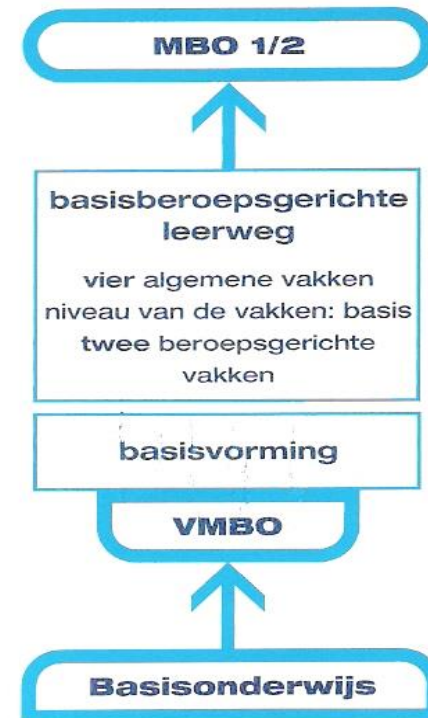 MBO 1/2
basisberoepsgerichte
leerweg
vier algemene vakken
niveau van de vakken: basis
twee beroepsgerichte
vakken
basisvorming
VMBO
Basisonderwijs